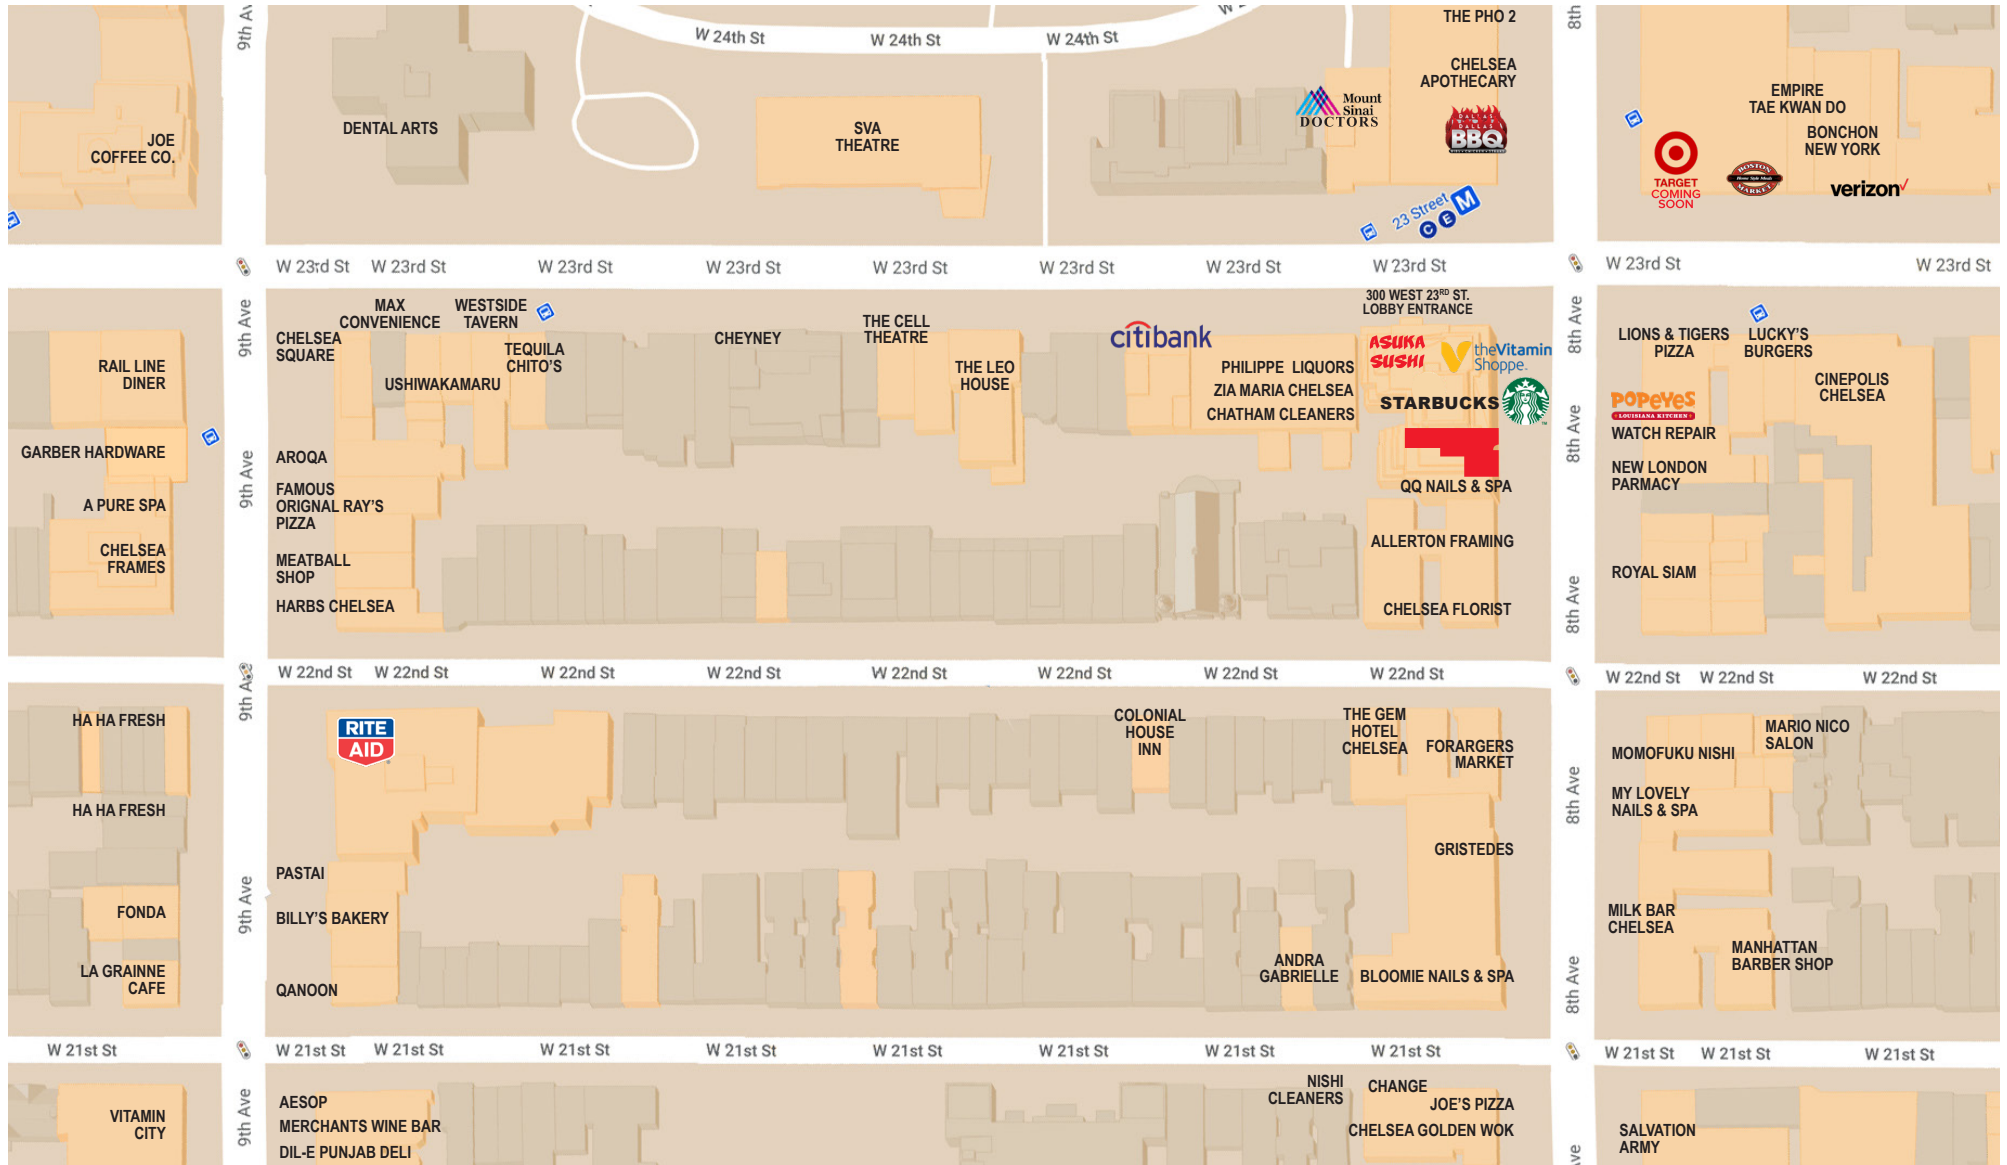 9th Av
W 24th St
W 24th St
W 24th St
W 2
THE PHO 2
8th
CHELSEA
APOTHECARY
Mount
Sinai
DOCTORS
DALLAS
BBQ
EMPIRE
TAE KWAN DO
BONCHON
NEW YORK
TARGET
COMING
SOON
BOSTON
Home Style Meals
MARKET
verizon
JOE
COFFEE CO.
DENTAL ARTS
SVA
THEATRE
23 Street
C E M
W 23rd St
W 23rd St
W 23rd St
W 23rd St
W 23rd St
W 23rd St
W 23rd St
W 23rd St
W 23rd St
W 23rd St
9th Ave
RAIL LINE
DINER
GARBER HARDWARE
A PURE SPA
CHELSEA
FRAMES
9th Ave
MAX
CONVENIENCE
WESTSIDE
TAVERN
CHELSEA
SQUARE
TEQUILA
CHITO'S
USHIWAKAMARU
CHEYNEY
THE CELL
THEATRE
THE LEO
HOUSE
citibank
300 WEST 23RD ST.
LOBBY ENTRANCE
ASUKA
SUSHI
theVitamin
Shoppe.
PHILIPPE LIQUORS
ZIA MARIA CHELSEA
CHATHAM CLEANERS
STARBUCKS
AROQA
FAMOUS
ORIGNAL RAY'S
PIZZA
MEATBALL
SHOP
HARBS CHELSEA
QQ NAILS & SPA
ALLERTON FRAMING
CHELSEA FLORIST
8th Ave
8th Ave
8th Ave
LIONS & TIGERS
PIZZA
LUCKY'S
BURGERS
CINEPOLIS
CHELSEA
POPEYES
LOUISIANA KITCHEN
WATCH REPAIR
NEW LONDON
PARMACY
ROYAL SIAM
W 22nd St
W 22nd St
W 22nd St
W 22nd St
W 22nd St
W 22nd St
W 22nd St
W 22nd St
W 22nd St
W 22nd St
W 22nd St
9th A
HA HA FRESH
HA HA FRESH
FONDA
LA GRAINNE
CAFE
9th Ave
RITE
AID
PASTAI
BILLY'S BAKERY
QANOON
COLONIAL
HOUSE
INN
THE GEM
HOTEL
CHELSEA
FORARGERS
MARKET
GRISTEDES
ANDRA
GABRIELLE
BLOOMIE NAILS & SPA
8th Ave
8th Ave
MARIO NICO
SALON
MOMOFUKU NISHI
MY LOVELY
NAILS & SPA
MILK BAR
CHELSEA
MANHATTAN
BARBER SHOP
W 21st St
W 21st St
W 21st St
W 21st St
W 21st St
W 21st St
W 21st St
W 21st St
W 21st St
W 21st St
W 21st St
W 21st St
VITAMIN
CITY
9th Ave
AESOP
MERCHANTS WINE BAR
DIL-E PUNJAB DELI
NISHI
CLEANERS
CHANGE
JOE'S PIZZA
CHELSEA GOLDEN WOK
ve
SALVATION
ARMY